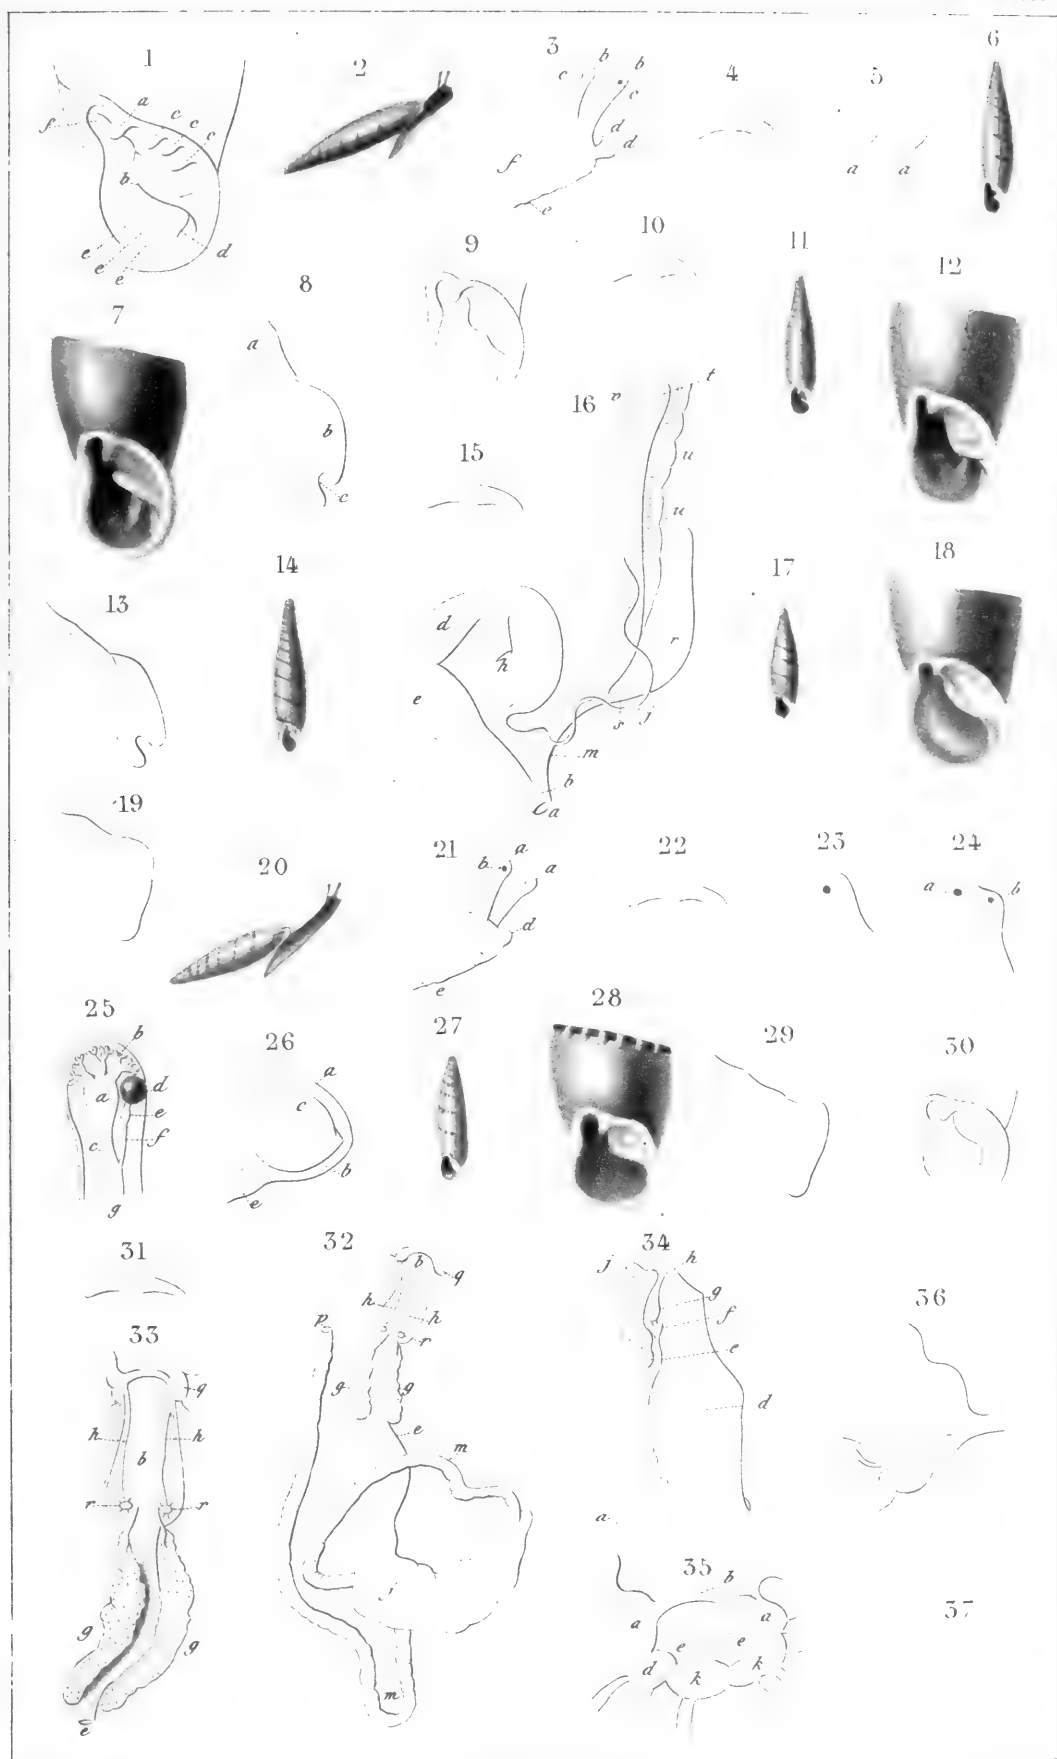 1
a
c c c
f
b
d
e
e
e
2
3
b
b
c
c
d
d
f
e
4
5
a a
6
7
8
a
b
c
9
10
11
12
13
14
15
16
n
t
u
u
d
h
r
e
s j
m
b
a
17
18
19
20
21
b
a
a
d
e
22
23
24
a
b
25
b
a
d
e
c
f
g
26
a
c
b
e
27
28
29
30
31
32
b
q
h
h
p
r
g
g
e
m
j
m
33
q
h
h
b
r
r
g
g
e
34
j
h
g
f
e
d
a
35
b
a
a
e
e
d
k
k
36
37